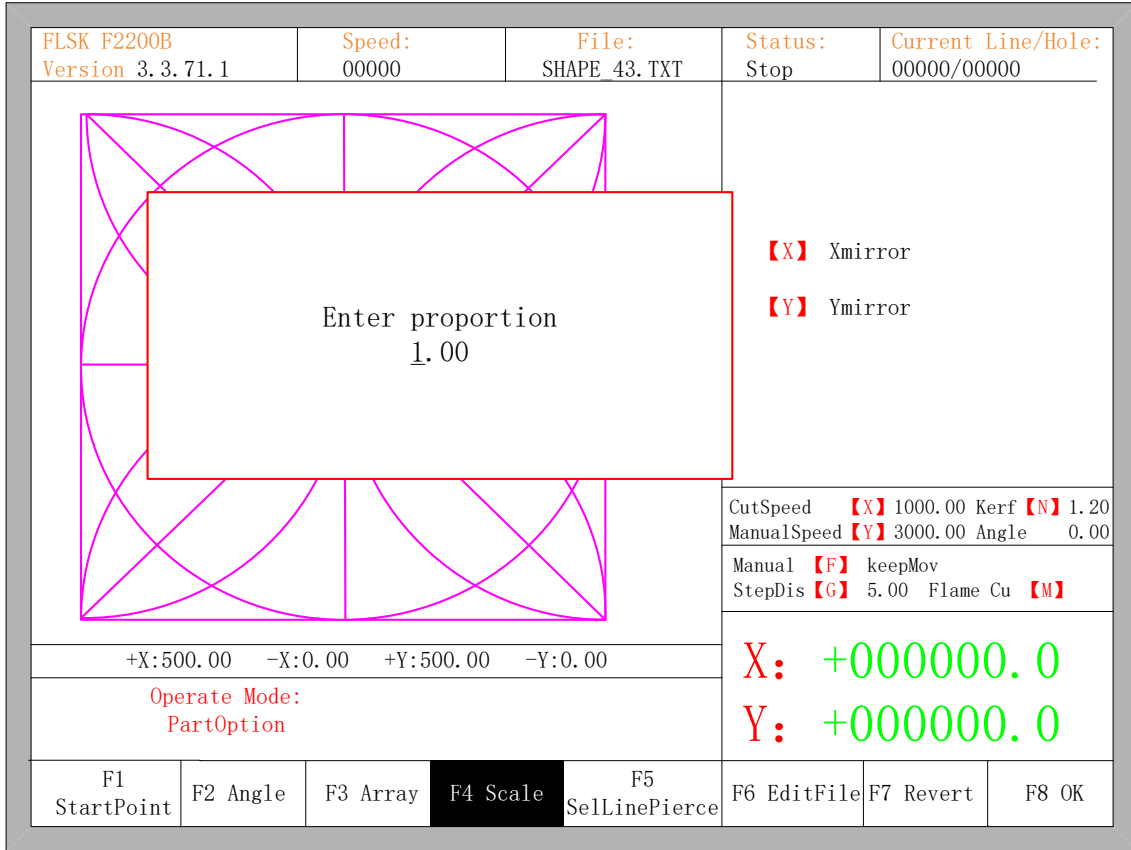 FLSK F2200B
Version 3.3.71.1
Speed:
00000
File:
SHAPE_43.TXT
Status:
Stop
Current Line/Hole:
00000/00000
Enter proportion
1.00
【X】 Xmirror
【Y】 Ymirror
CutSpeed 【X】 1000.00 Kerf【N】 1.20
ManualSpeed【Y】 3000.00 Angle 0.00
Manual 【F】 keepMov
StepDis【G】 5.00 Flame Cu 【M】
+X:500.00 -X:0.00 +Y:500.00 -Y:0.00
Operate Mode:
PartOption
X: +000000.0
Y: +000000.0
F1
StartPoint
F2 Angle
F3 Array
F4 Scale
F5
SelLinePierce
F6 EditFile
F7 Revert
F8 OK